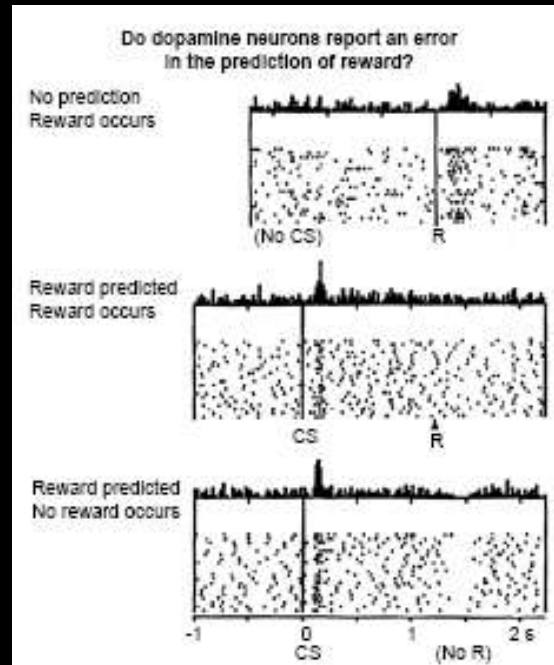 Do dopamine neurons report an error
in the prediction of reward?
No prediction
Reward occurs
(No CS) R
Reward predicted
Reward occurs
CS R
Reward predicted
No reward occurs
-1 0 1 2 s
CS (No R)